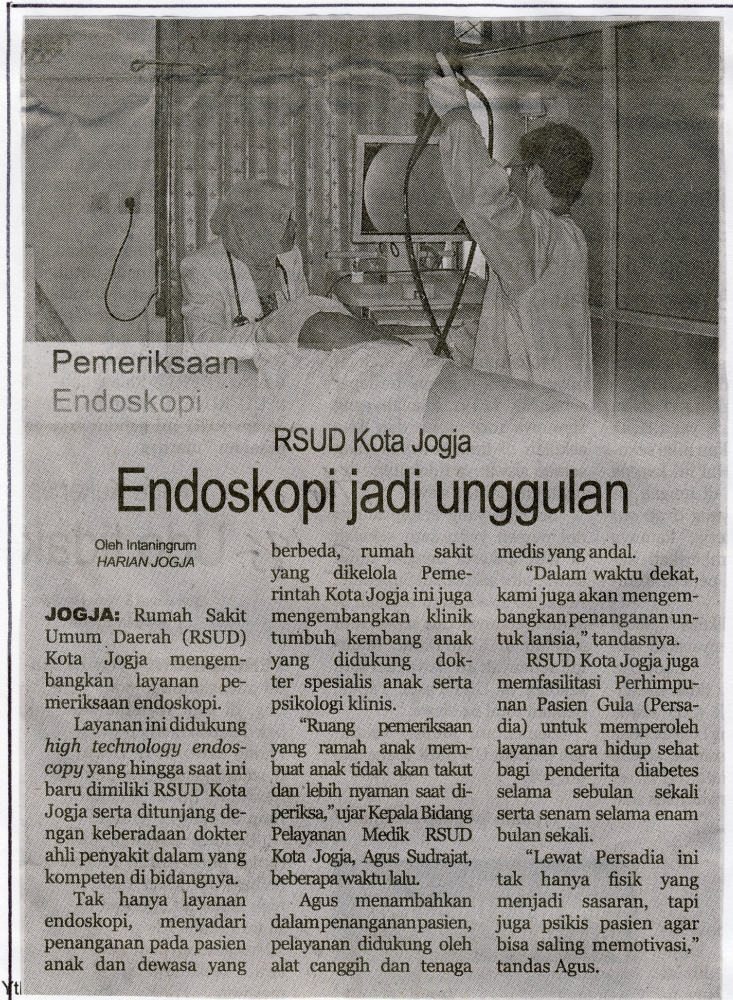 Pemeriksaan
Endoskopi
RSUD Kota Jogja
Endoskopi jadi unggulan
Oleh Intaningrum
HARIAN JOGJA
JOGJA: Rumah Sakit
Umum Daerah (RSUD)
Kota Jogja mengem-
bangkan layanan pe-
meriksaan endoskopi.
Layanan ini didukung
high technology endos-
copy yang hingga saat ini
baru dimiliki RSUD Kota
Jogja serta ditunjang de-
ngan keberadaan dokter
ahli penyakit dalam yang
kompeten di bidangnya.
Tak hanya layanan
endoskopi, menyadari
penanganan pada pasien
anak dan dewasa yang
berbeda, rumah sakit
yang dikelola Peme-
rintah Kota Jogja ini juga
mengembangkan klinik
tumbuh kembang anak
yang didukung dok-
ter spesialis anak serta
psikologi klinis.
“Ruang pemeriksaan
yang ramah anak mem-
buat anak tidak akan takut
dan lebih nyaman saat di-
periksa,” ujar Kepala Bidang
Pelayanan Medik RSUD
Kota Jogja, Agus Sudrajat,
beberapa waktu lalu.
Agus menambahkan
dalam penanganan pasien,
pelayanan didukung oleh
alat canggih dan tenaga
medis yang andal.
“Dalam waktu dekat,
kami juga akan mengem-
bangkan penanganan un-
tuk lansia,” tandasnya.
RSUD Kota Jogja juga
memfasilitasi Perhimpu-
nan Pasien Gula (Persa-
dia) untuk memperoleh
layanan cara hidup sehat
bagi penderita diabetes
selama sebulan sekali
serta senam selama enam
bulan sekali.
“Lewat Persadia ini
tak hanya fisik yang
menjadi sasaran, tapi
juga psikis pasien agar
bisa saling memotivasi,”
tandas Agus.